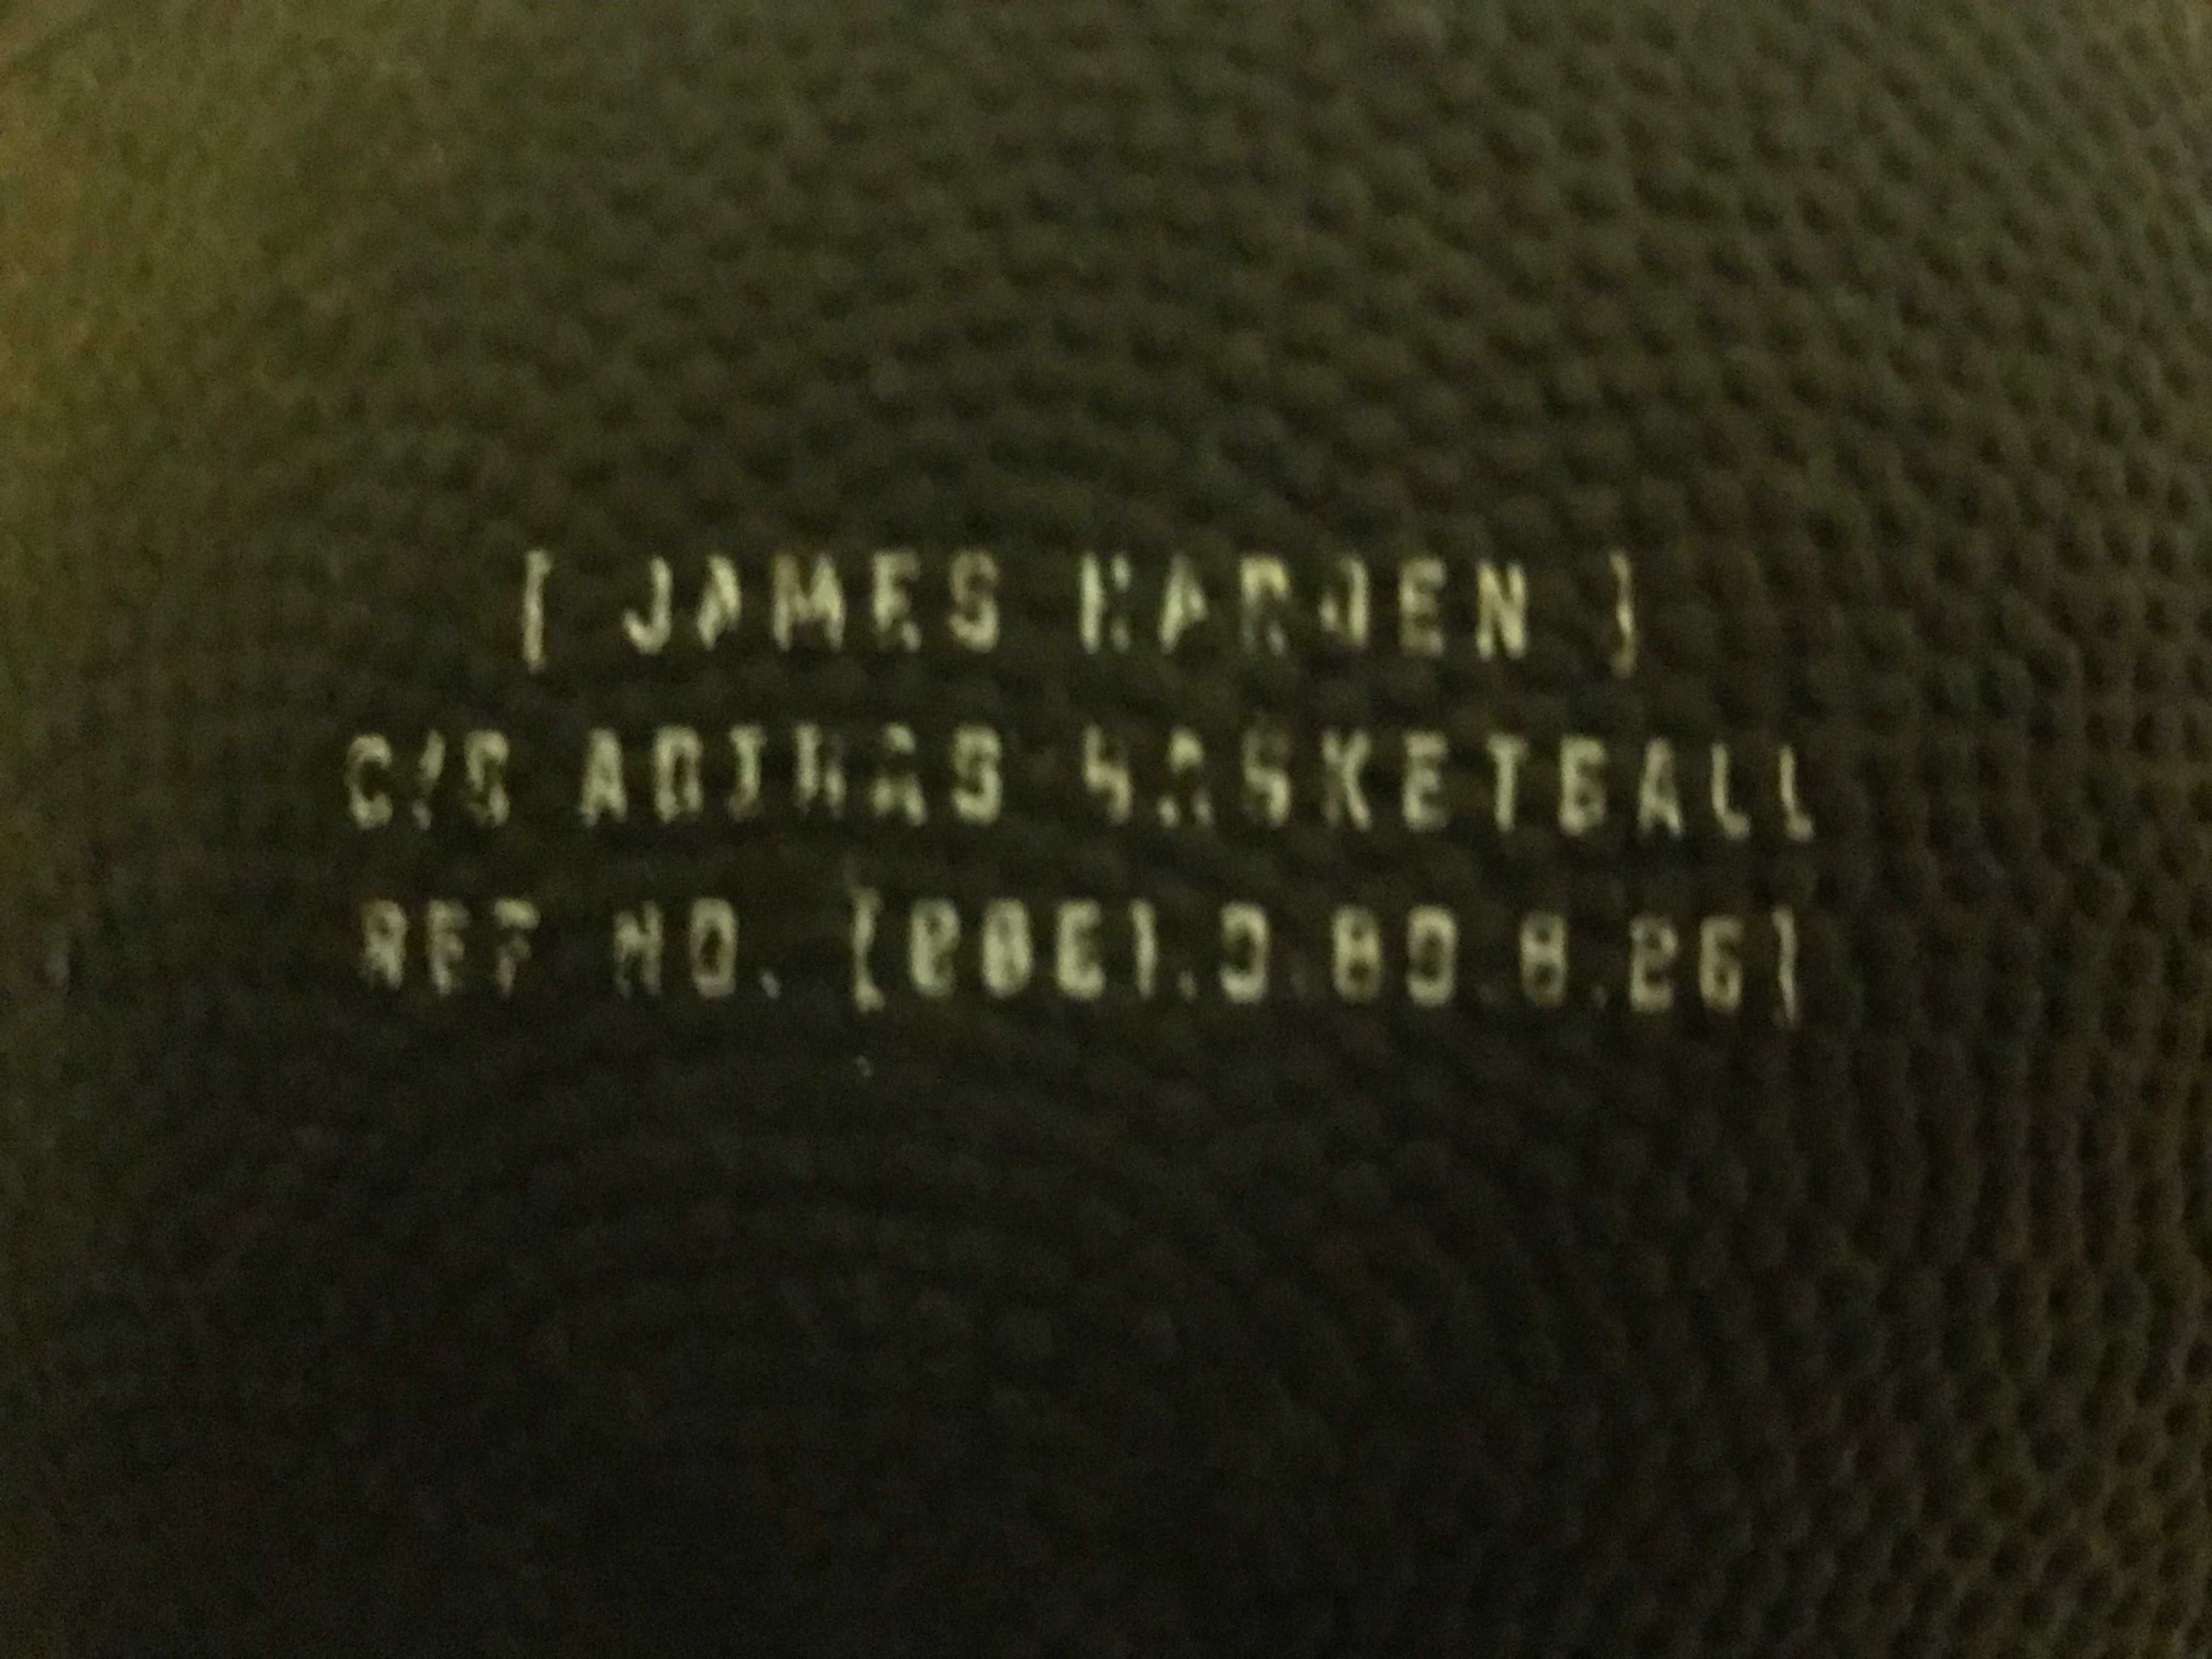 [ JAMES HARDEN ]
C/O ADIDAS BASKETBALL
REF NO.